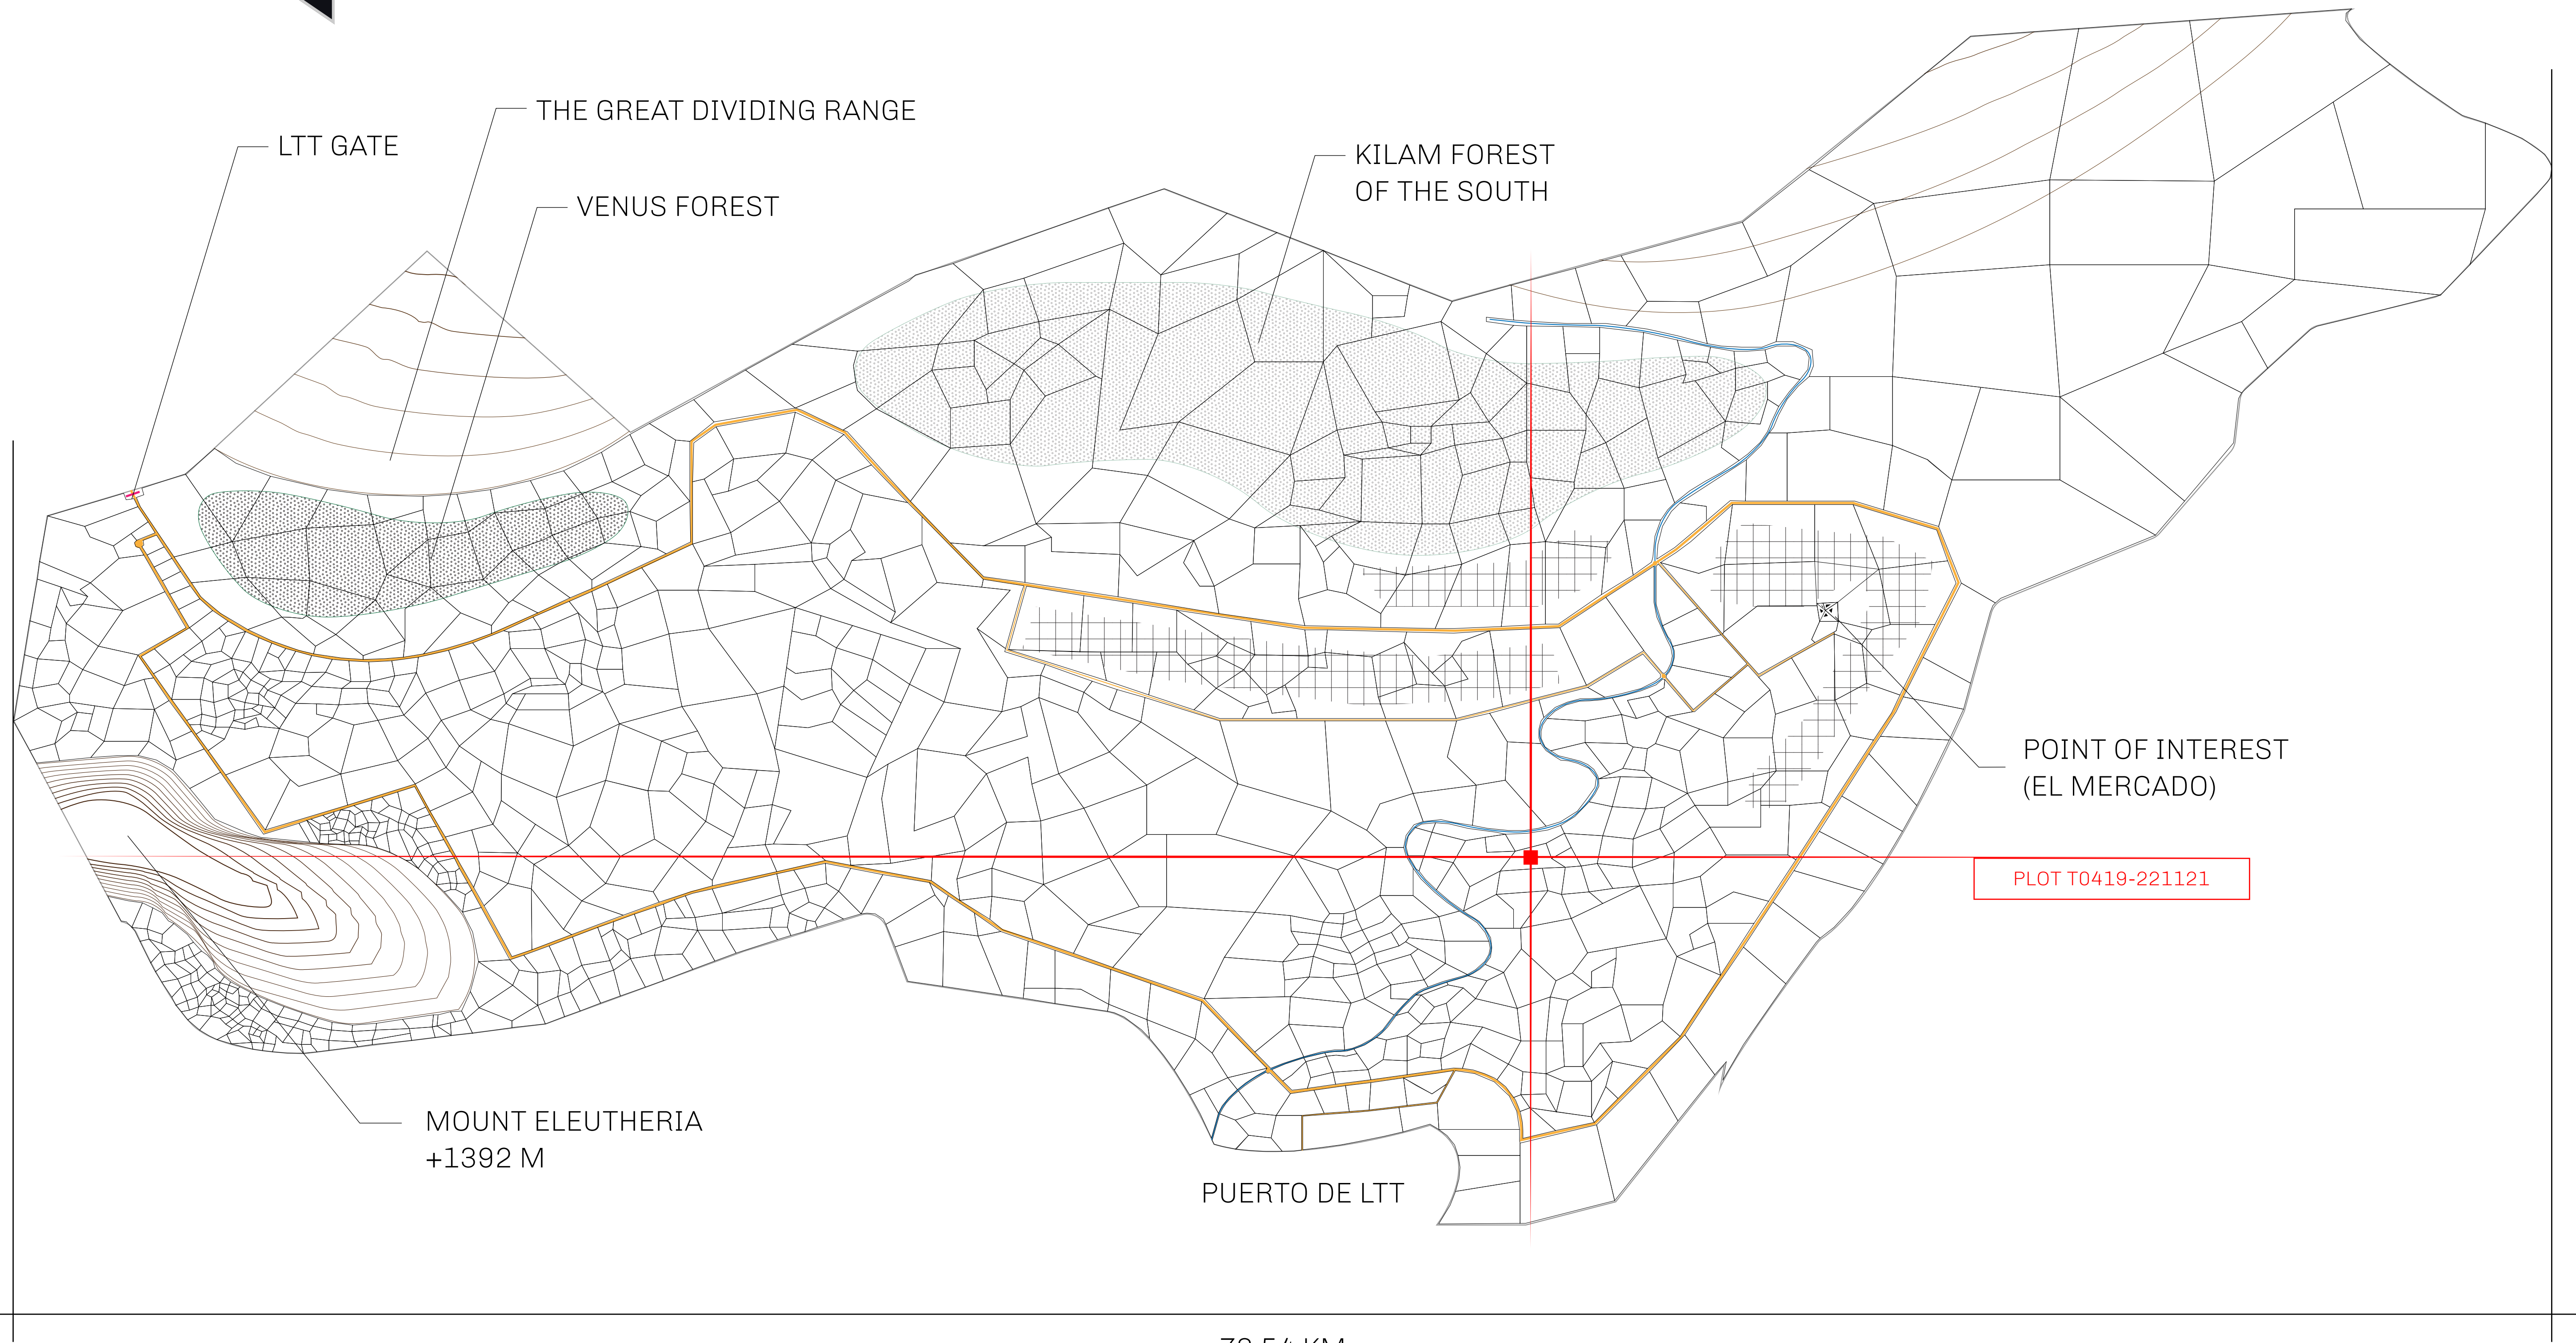 THE GREAT DIVIDING RANGE
LTT GATE
KILAM FOREST
OF THE SOUTH
VENUS FOREST
POINT OF INTEREST
(EL MERCADO)
PLOT T0419-221121
MOUNT ELEUTHERIA
+1392 M
PUERTO DE LTT
KM